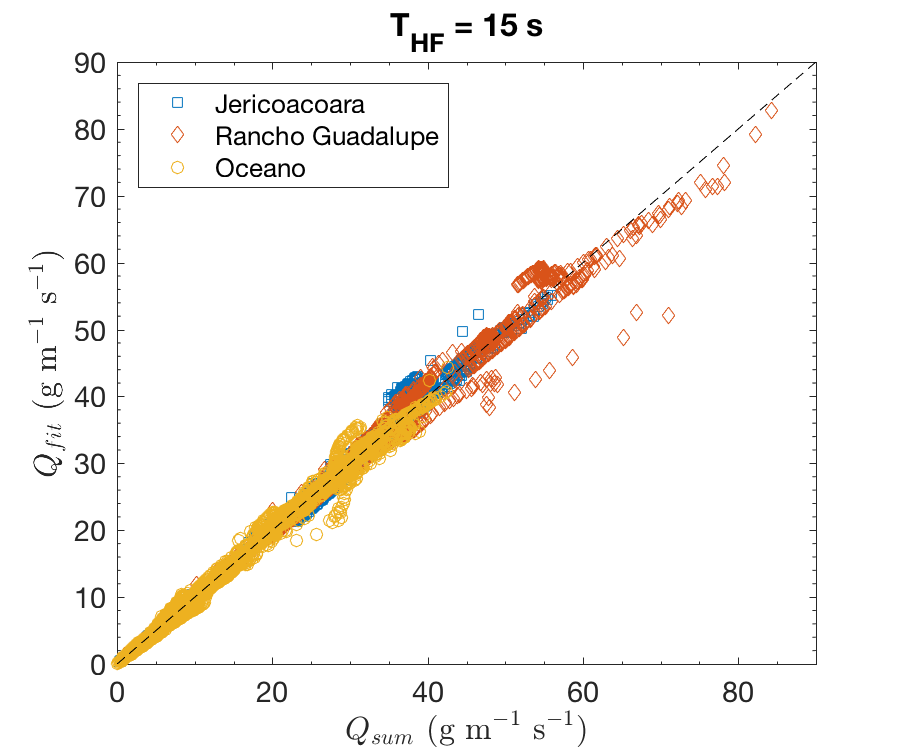 T_HF = 15 s
90
80
70
60
50
40
30
20
10
0
Jericoacoara
Rancho Guadalupe
Oceano
Q_fit (g m⁻¹ s⁻¹)
0 20 40 60 80
Q_sum (g m⁻¹ s⁻¹)